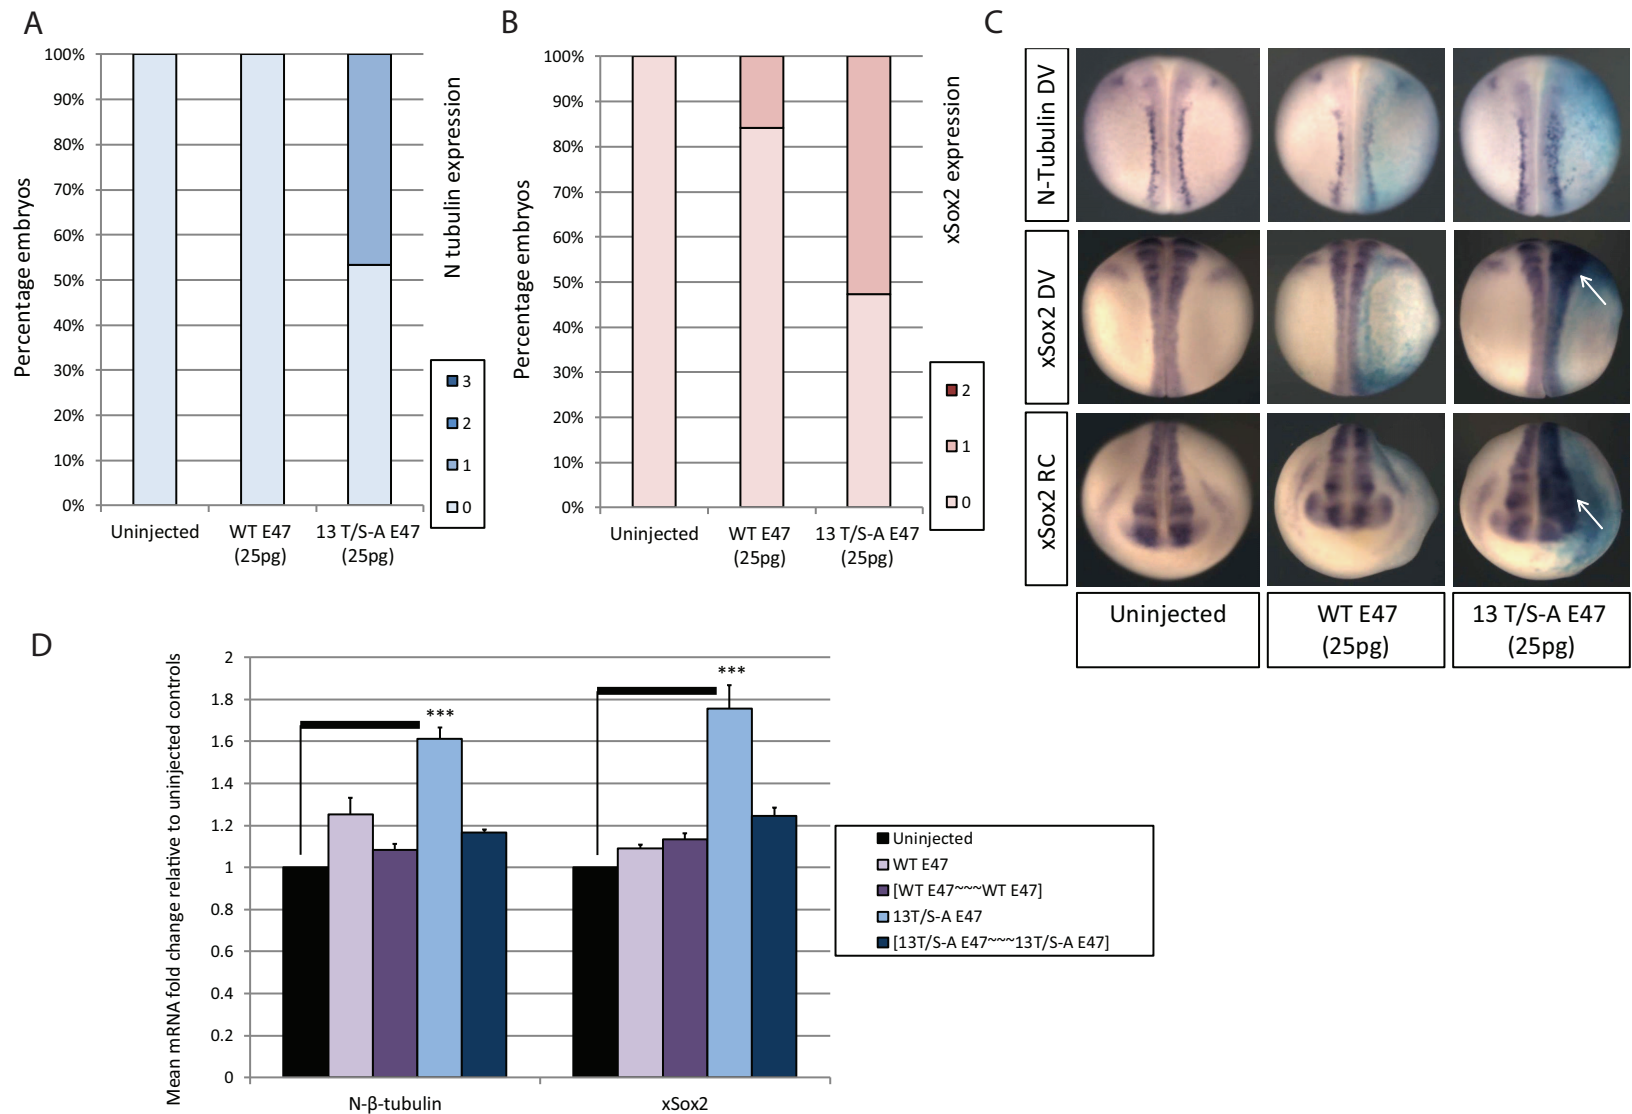 A
100%
90%
80%
70%
60%
50%
40%
30%
20%
10%
0%
Percentage embryos
Uninjected
WT E47
(25pg)
13 T/S-A E47
(25pg)
N tubulin expression
3
2
1
0
B
100%
90%
80%
70%
60%
50%
40%
30%
20%
10%
0%
Percentage embryos
Uninjected
WT E47
(25pg)
13 T/S-A E47
(25pg)
xSox2 expression
2
1
0
C
N-Tubulin DV
xSox2 DV
xSox2 RC
Uninjected
WT E47
(25pg)
13 T/S-A E47
(25pg)
D
Mean mRNA fold change relative to uninjected controls
2
1.8
1.6
1.4
1.2
1
0.8
0.6
0.4
0.2
0
***
***
N-β-tubulin
xSox2
Uninjected
WT E47
[WT E47~~~WT E47]
13T/S-A E47
[13T/S-A E47~~~13T/S-A E47]